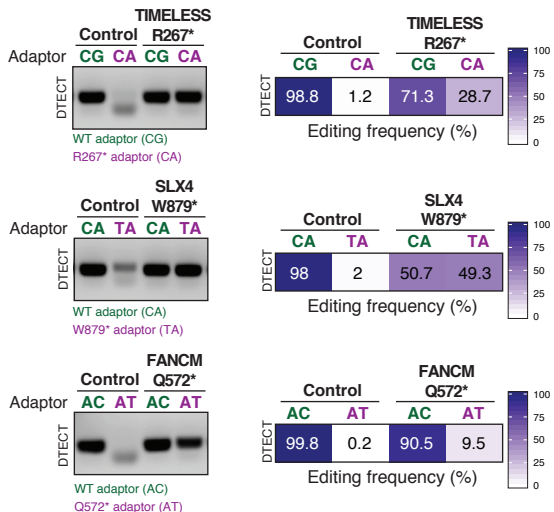 TIMELESS
Control R267*
Adaptor CG CA CG CA
DTECT
WT adaptor (CG)
R267* adaptor (CA)
TIMELESS
Control R267*
CG CA CG CA
DTECT 98.8 1.2 71.3 28.7
Editing frequency (%)
100
75
50
25
0
SLX4
Control W879*
Adaptor CA TA CA TA
DTECT
WT adaptor (CA)
W879* adaptor (TA)
SLX4
Control W879*
CA TA CA TA
DTECT 98 2 50.7 49.3
Editing frequency (%)
100
75
50
25
0
FANCM
Control Q572*
Adaptor AC AT AC AT
DTECT
WT adaptor (AC)
Q572* adaptor (AT)
FANCM
Control Q572*
AC AT AC AT
DTECT 99.8 0.2 90.5 9.5
Editing frequency (%)
100
75
50
25
0